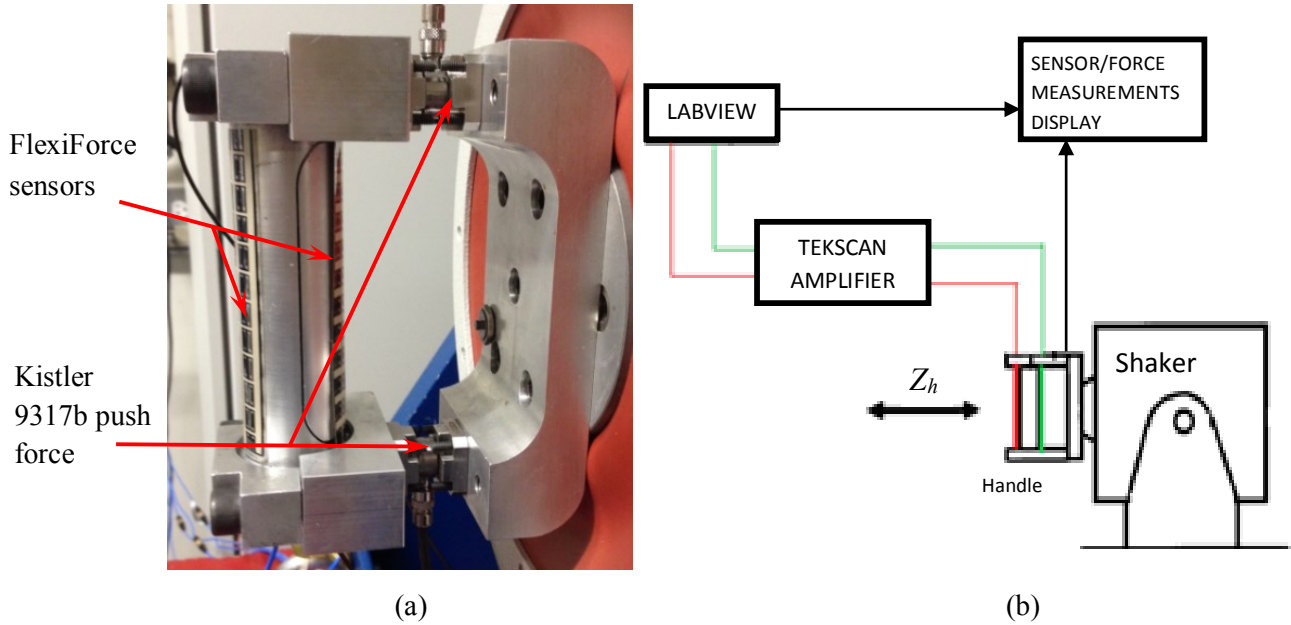 FlexiForce
sensors
Kistler
9317b push
force
(a)
LABVIEW
SENSOR/FORCE
MEASUREMENTS
DISPLAY
TEKSCAN
AMPLIFIER
Zh
Shaker
Handle
(b)